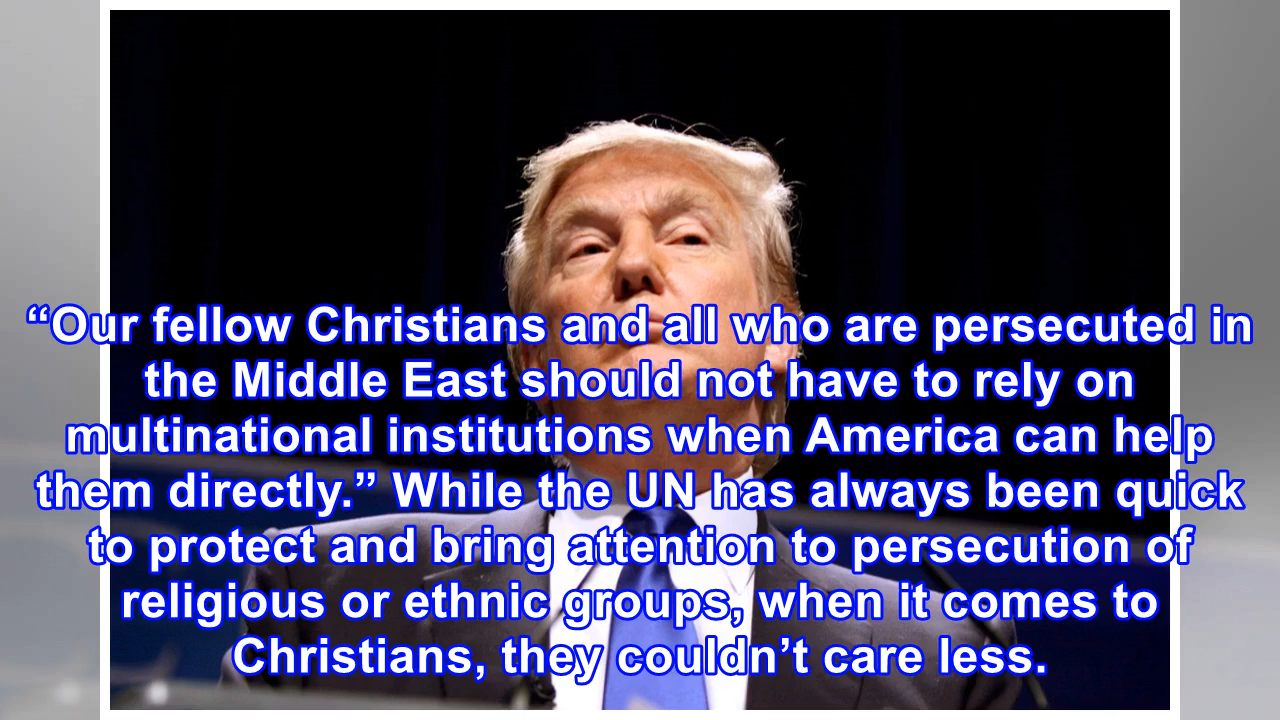 “Our fellow Christians and all who are persecuted in
the Middle East should not have to rely on
multinational institutions when America can help
them directly.” While the UN has always been quick
to protect and bring attention to persecution of
religious or ethnic groups, when it comes to
Christians, they couldn’t care less.